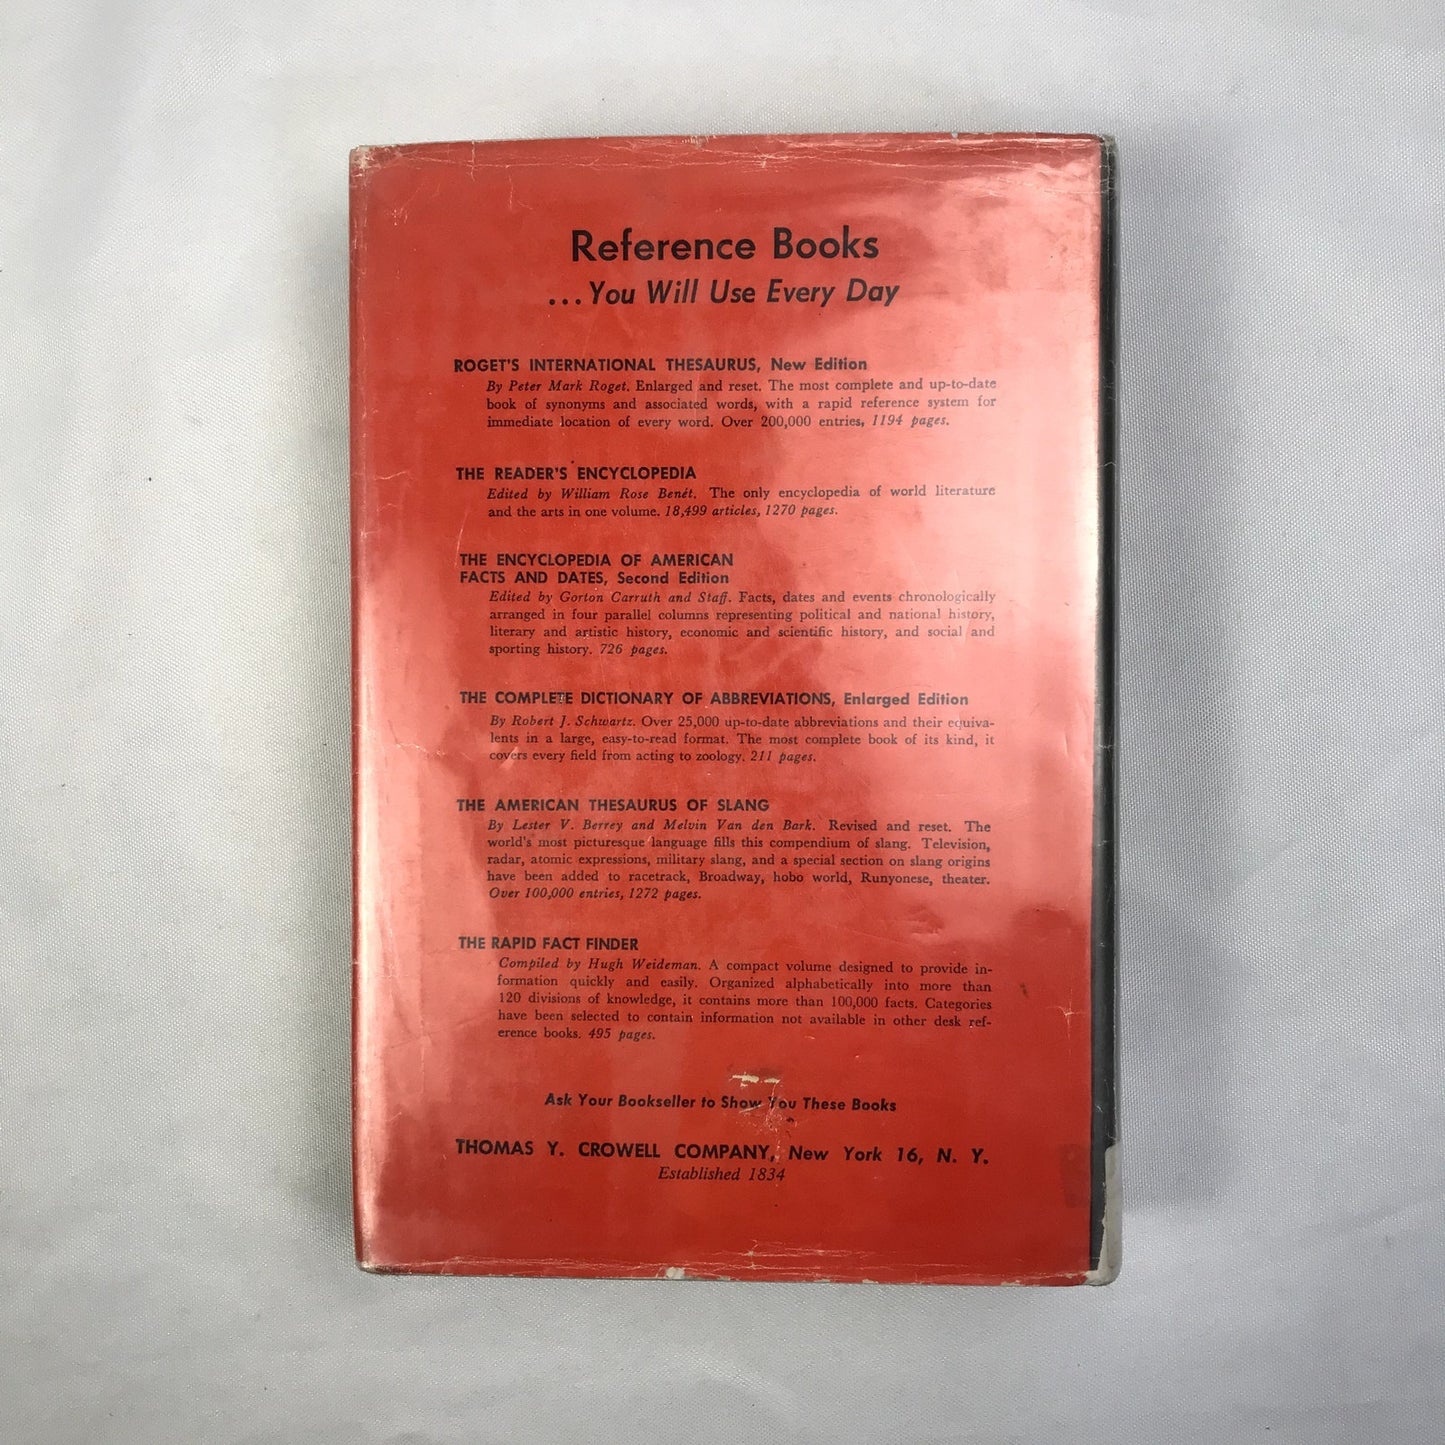 Reference Books
...You Will Use Every Day
ROGET'S INTERNATIONAL THESAURUS, New Edition
By Peter Mark Roget. Enlarged and reset. The most complete and up-to-date
book of synonyms and associated words, with a rapid reference system for
immediate location of every word. Over 200,000 entries, 1194 pages.
THE READER'S ENCYCLOPEDIA
Edited by William Rose Benét. The only encyclopedia of world literature
and the arts in one volume. 18,499 articles, 1270 pages.
THE ENCYCLOPEDIA OF AMERICAN
FACTS AND DATES, Second Edition
Edited by Gorton Carruth and Staff. Facts, dates and events chronologically
arranged in four parallel columns representing political and national history,
literary and artistic history, economic and scientific history, and social and
sporting history. 726 pages.
THE COMPLETE DICTIONARY OF ABBREVIATIONS, Enlarged Edition
By Robert J. Schwartz. Over 25,000 up-to-date abbreviations and their equiva-
lents in a large, easy-to-read format. The most complete book of its kind, it
covers every field from acting to zoology. 211 pages.
THE AMERICAN THESAURUS OF SLANG
By Lester V. Berrey and Melvin Van den Bark. Revised and reset. The
world's most picturesque language fills this compendium of slang. Television,
radar, atomic expressions, military slang, and a special section on slang origins
have been added to racetrack, Broadway, hobo world, Runyonese, theater.
Over 100,000 entries, 1272 pages.
THE RAPID FACT FINDER
Compiled by Hugh Weideman. A compact volume designed to provide in-
formation quickly and easily. Organized alphabetically into more than
120 divisions of knowledge, it contains more than 100,000 facts. Categories
have been selected to contain information not available in other desk ref-
erence books. 495 pages.
Ask Your Bookseller to Show You These Books
THOMAS Y. CROWELL COMPANY, New York 16, N. Y.
Established 1834